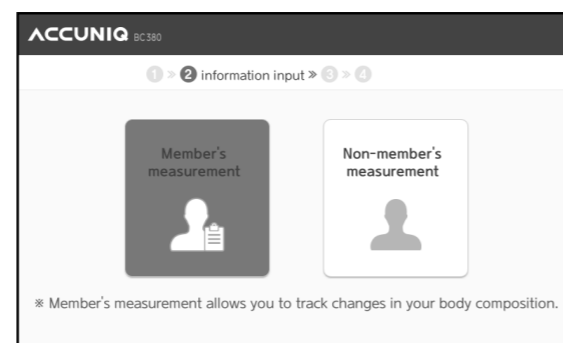 ACCUNIQ BC380
1 » 2 information input » 3 » 4
Member's
measurement
Non-member's
measurement
※ Member's measurement allows you to track changes in your body composition.